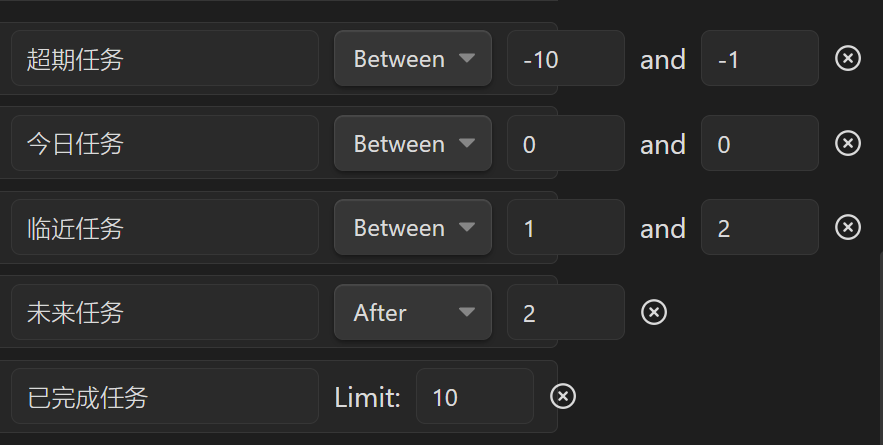 超期任务 Between -10 and -1
今日任务 Between 0 and 0
临近任务 Between 1 and 2
未来任务 After 2
已完成任务 Limit: 10